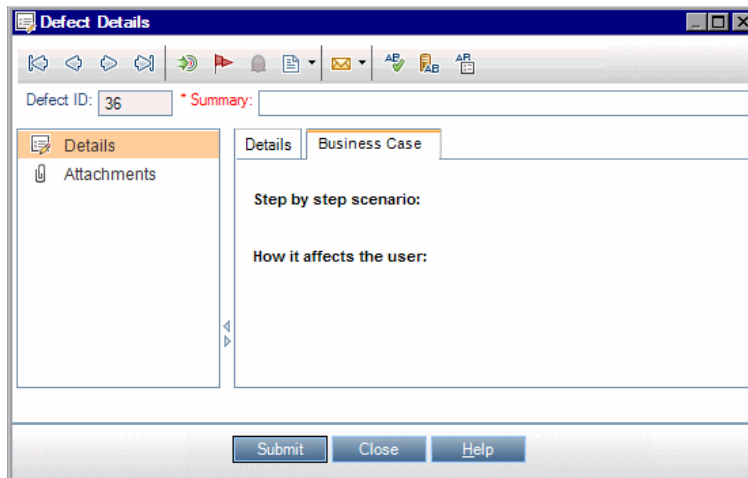 Defect Details
Defect ID: 36 * Summary:
Details
Attachments
Details Business Case
Step by step scenario:
How it affects the user:
Submit Close Help